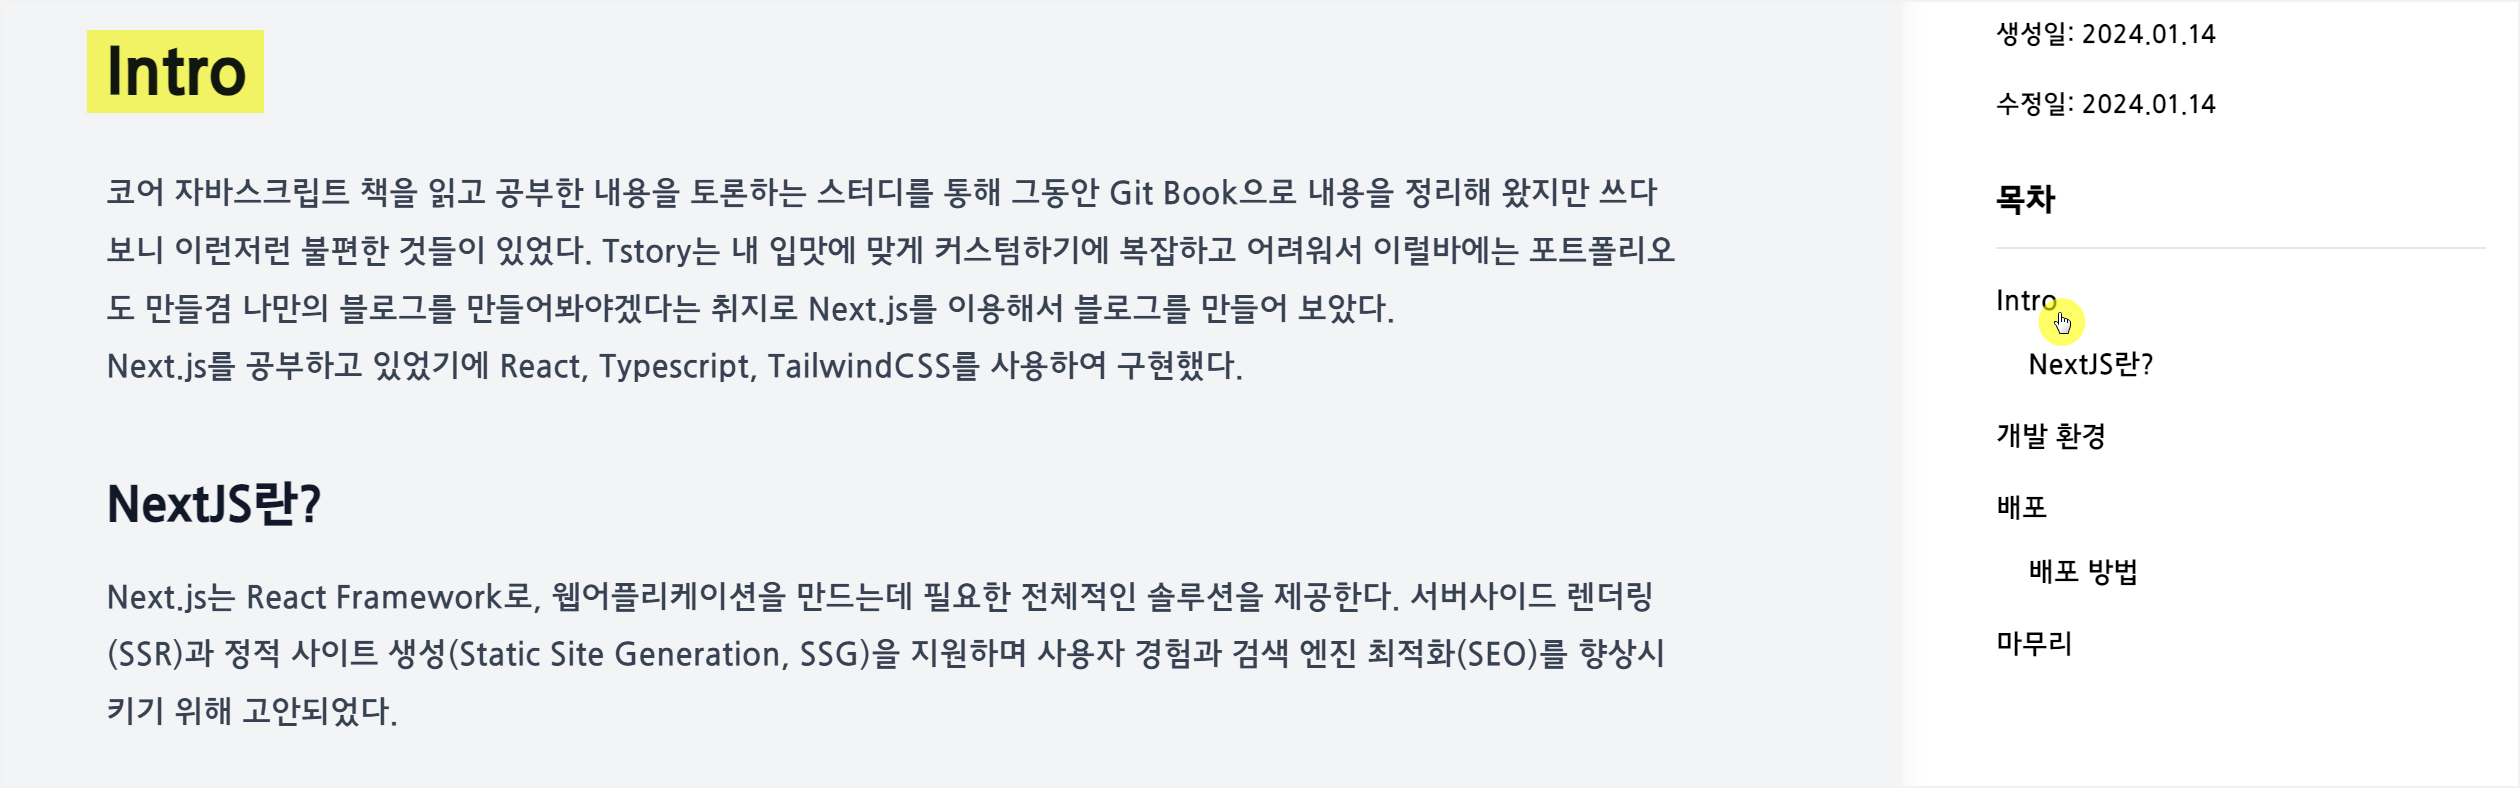 Intro
코어 자바스크립트 책을 읽고 공부한 내용을 토론하는 스터디를 통해 그동안 Git Book으로 내용을 정리해 왔지만 쓰다
보니 이런저런 불편한 것들이 있었다. Tstory는 내 입맛에 맞게 커스텀하기에 복잡하고 어려워서 이럴바에는 포트폴리오
도 만들겸 나만의 블로그를 만들어봐야겠다는 취지로 Next.js를 이용해서 블로그를 만들어 보았다.
Next.js를 공부하고 있었기에 React, Typescript, TailwindCSS를 사용하여 구현했다.
NextJS란?
Next.js는 React Framework로, 웹어플리케이션을 만드는데 필요한 전체적인 솔루션을 제공한다. 서버사이드 렌더링
(SSR)과 정적 사이트 생성(Static Site Generation, SSG)을 지원하며 사용자 경험과 검색 엔진 최적화(SEO)를 향상시
키기 위해 고안되었다.
생성일: 2024.01.14
수정일: 2024.01.14
목차
Intro
NextJS란?
개발 환경
배포
배포 방법
마무리